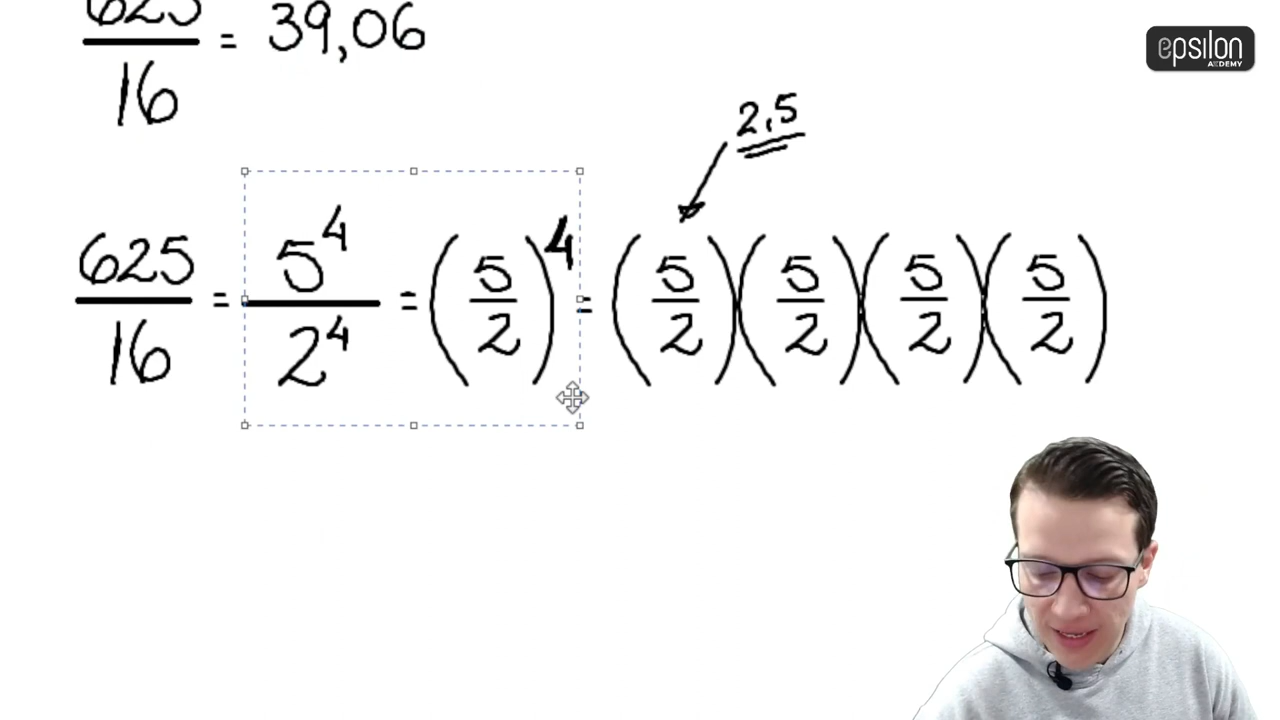 625/16 = 39,06
epsilon
AXΣDEMY
2,5
625/16 = 5^4/2^4 = (5/2)^4 = (5/2)(5/2)(5/2)(5/2)